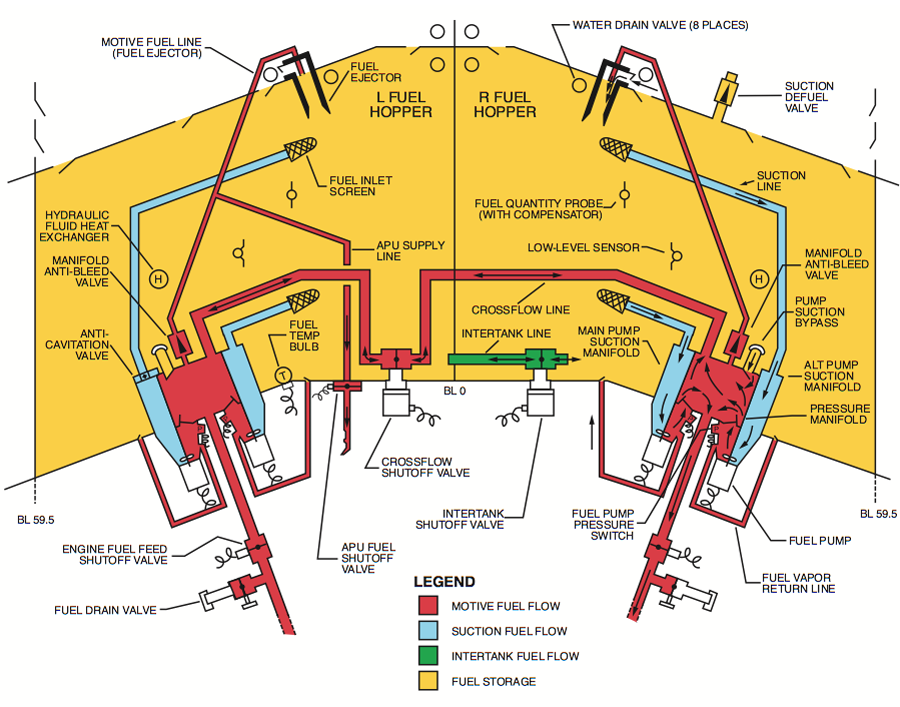 WATER DRAIN VALVE (8 PLACES)
MOTIVE FUEL LINE
(FUEL EJECTOR)
FUEL
EJECTOR
L FUEL
HOPPER
R FUEL
HOPPER
SUCTION
DEFUEL
VALVE
FUEL INLET
SCREEN
SUCTION
LINE
FUEL QUANTITY PROBE
(WITH COMPENSATOR)
HYDRAULIC
FLUID HEAT
EXCHANGER
APU SUPPLY
LINE
LOW-LEVEL SENSOR
MANIFOLD
ANTI-BLEED
VALVE
MANIFOLD
ANTI-BLEED
VALVE
H
H
CROSSFLOW LINE
PUMP
SUCTION
BYPASS
ANTI-
CAVITATION
VALVE
FUEL
TEMP
BULB
INTERTANK LINE
MAIN PUMP
SUCTION
MANIFOLD
T
ALT PUMP
SUCTION
MANIFOLD
BL 0
PRESSURE
MANIFOLD
CROSSFLOW
SHUTOFF VALVE
BL 59.5
INTERTANK
SHUTOFF VALVE
FUEL PUMP
PRESSURE
SWITCH
BL 59.5
FUEL PUMP
ENGINE FUEL FEED
SHUTOFF VALVE
APU FUEL
SHUTOFF
VALVE
FUEL VAPOR
RETURN LINE
FUEL DRAIN VALVE
LEGEND
MOTIVE FUEL FLOW
SUCTION FUEL FLOW
INTERTANK FUEL FLOW
FUEL STORAGE